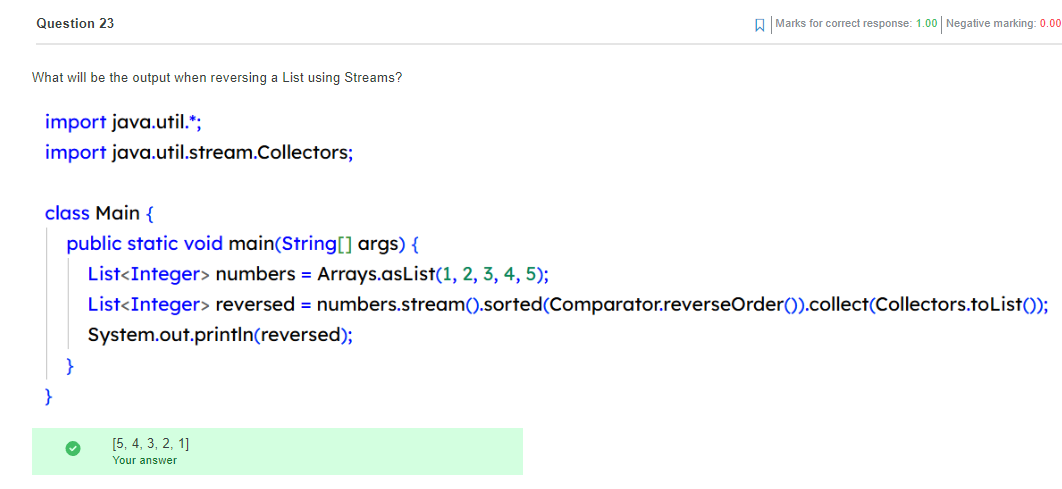 Question 23
Marks for correct response: 1.00 Negative marking: 0.00
What will be the output when reversing a List using Streams?
import java.util.*;
import java.util.stream.Collectors;
class Main {
public static void main(String[] args) {
List<Integer> numbers = Arrays.asList(1, 2, 3, 4, 5);
List<Integer> reversed = numbers.stream().sorted(Comparator.reverseOrder()).collect(Collectors.toList());
System.out.println(reversed);
}
}
[5, 4, 3, 2, 1]
Your answer